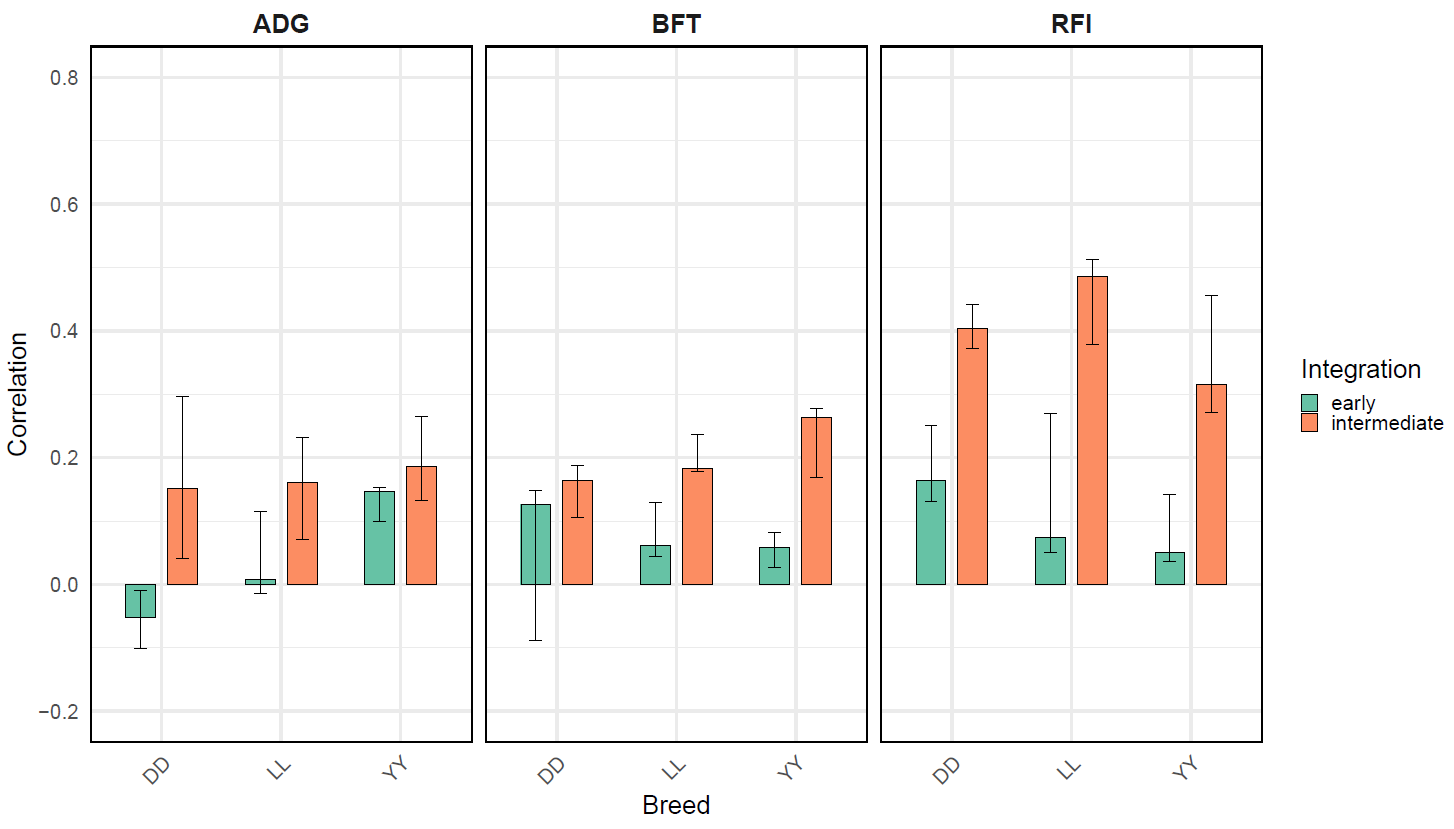 ADG BFT RFI
0.8
0.6
0.4
0.2
0.0
−0.2
Correlation
DD LL YY DD LL YY DD LL YY
Breed
Integration
early
intermediate